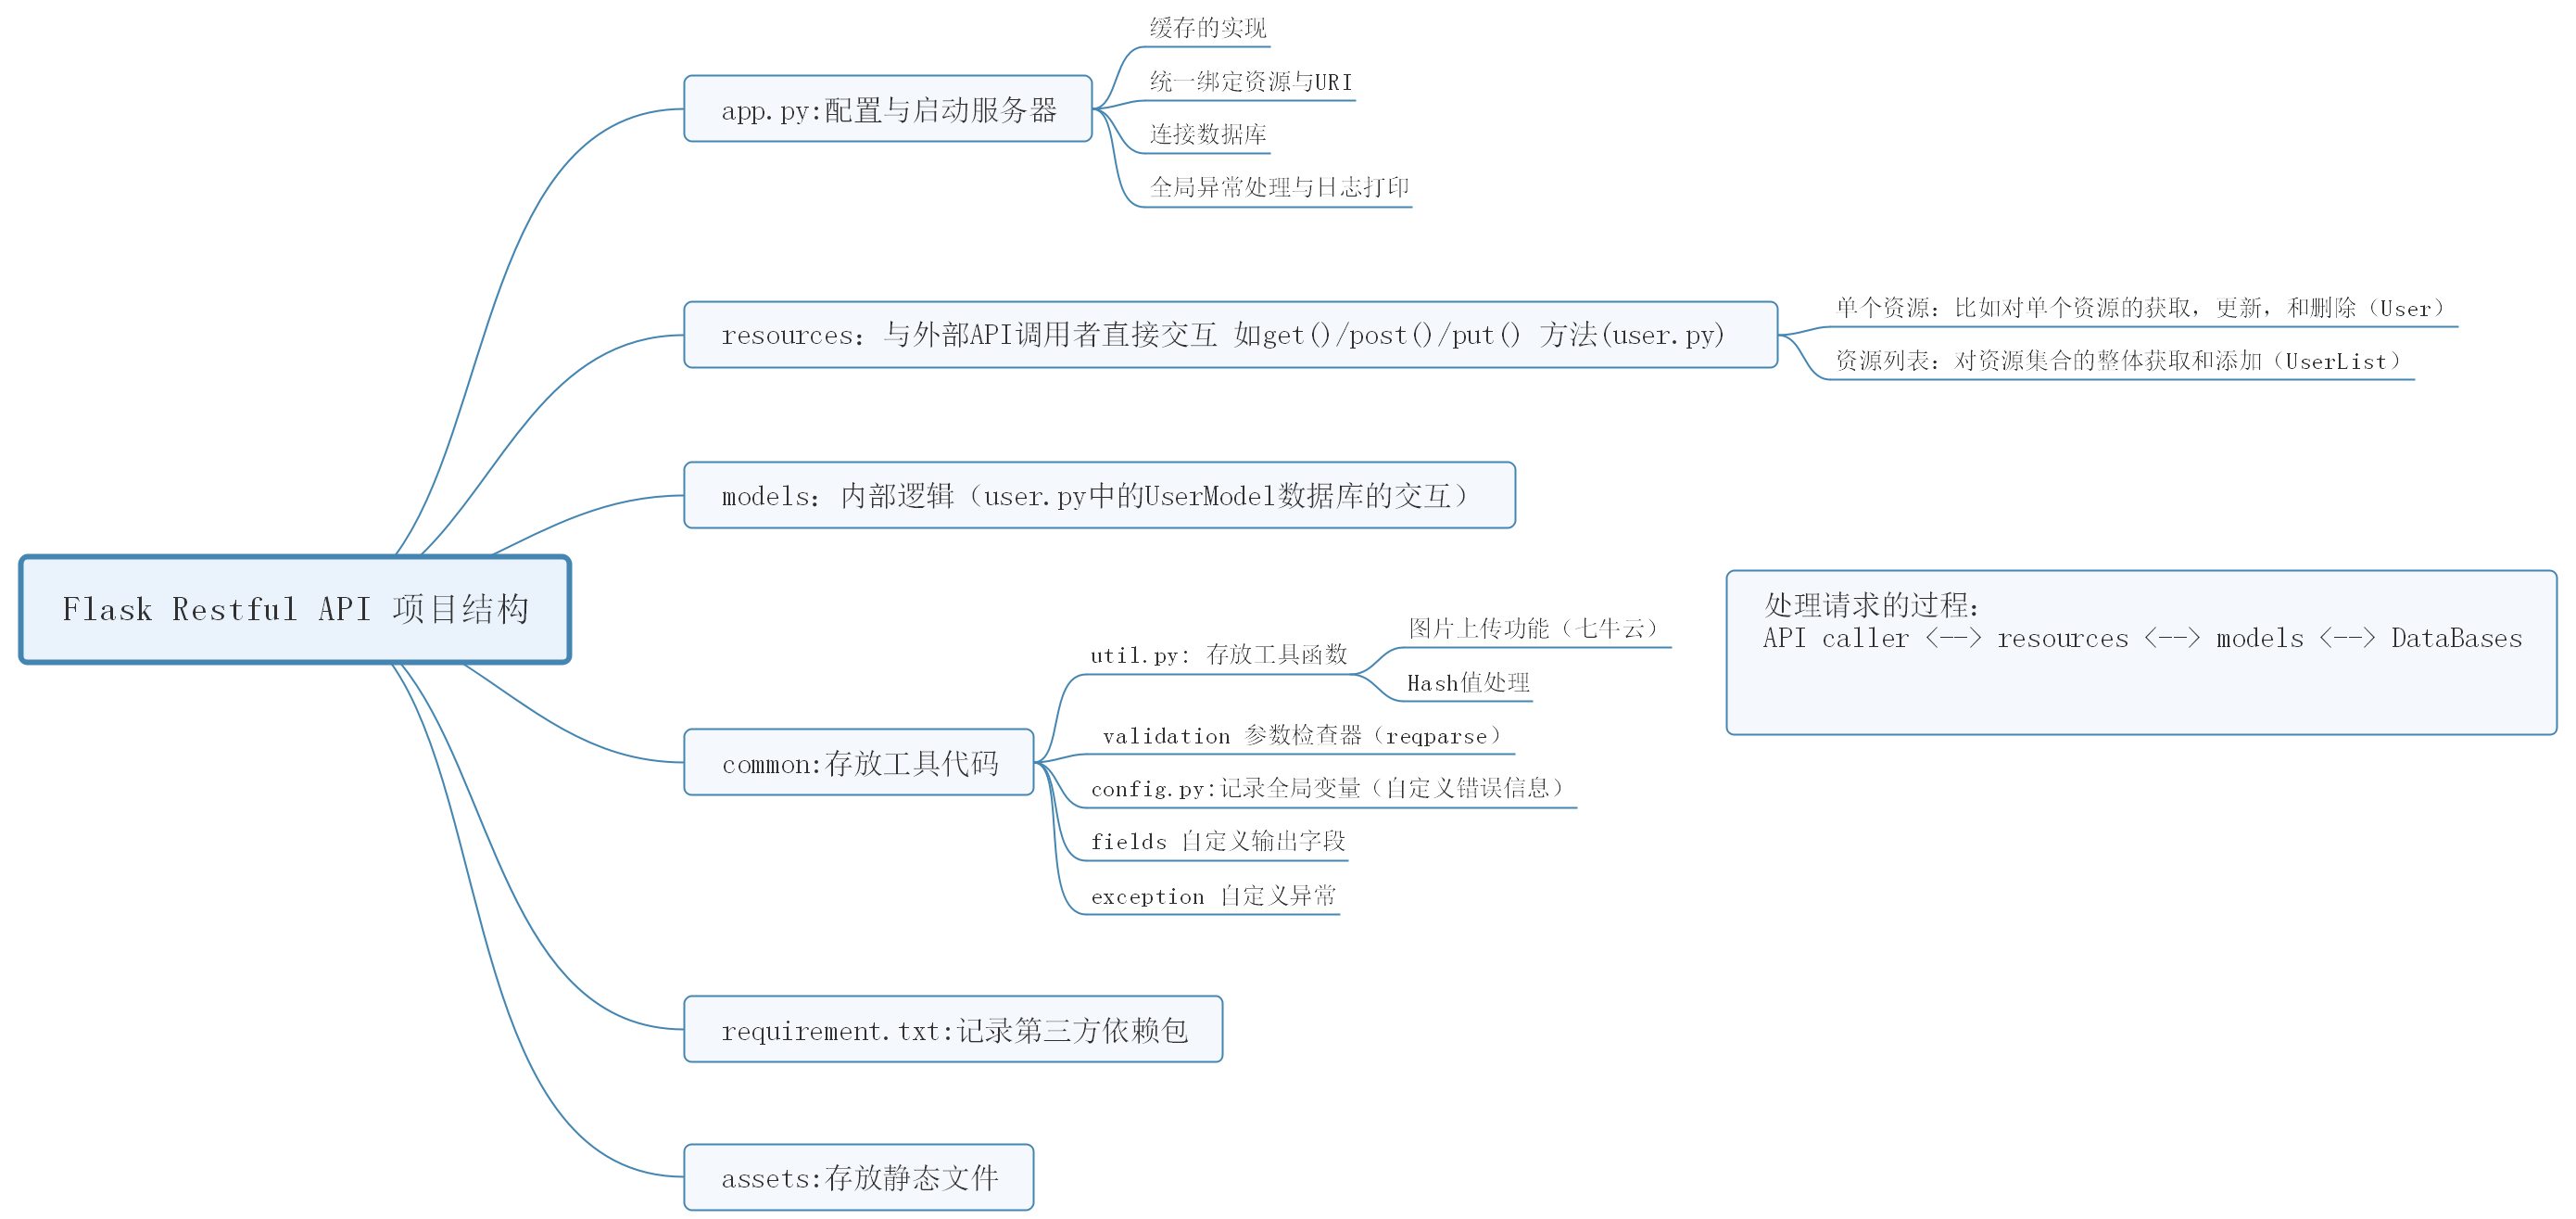 Flask Restful API 项目结构
app.py:配置与启动服务器
缓存的实现
统一绑定资源与URI
连接数据库
全局异常处理与日志打印
resources：与外部API调用者直接交互 如get()/post()/put() 方法(user.py)
单个资源：比如对单个资源的获取，更新，和删除（User）
资源列表：对资源集合的整体获取和添加（UserList）
models：内部逻辑（user.py中的UserModel数据库的交互）
common:存放工具代码
util.py: 存放工具函数
图片上传功能（七牛云）
Hash值处理
validation 参数检查器（reqparse）
config.py:记录全局变量（自定义错误信息）
fields 自定义输出字段
exception 自定义异常
requirement.txt:记录第三方依赖包
assets:存放静态文件
处理请求的过程：
API caller <--> resources <--> models <--> DataBases